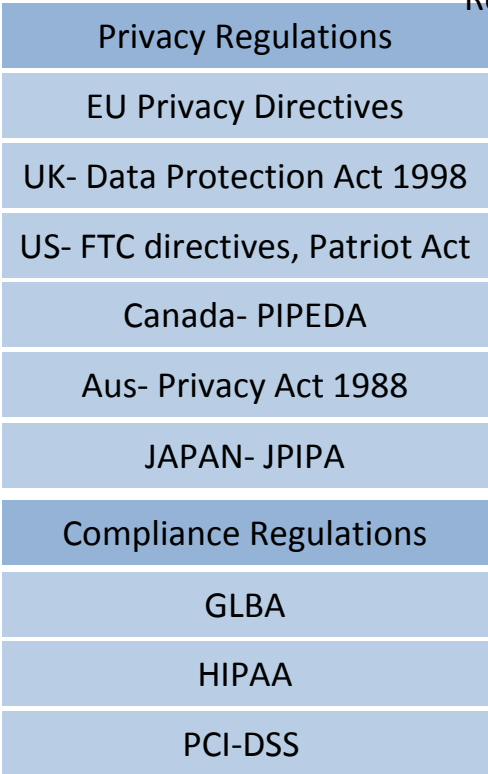 Privacy Regulations
EU Privacy Directives
UK- Data Protection Act 1998
US- FTC directives, Patriot Act
Canada- PIPEDA
Aus- Privacy Act 1988
JAPAN- JPIPA
Compliance Regulations
GLBA
HIPAA
PCI-DSS